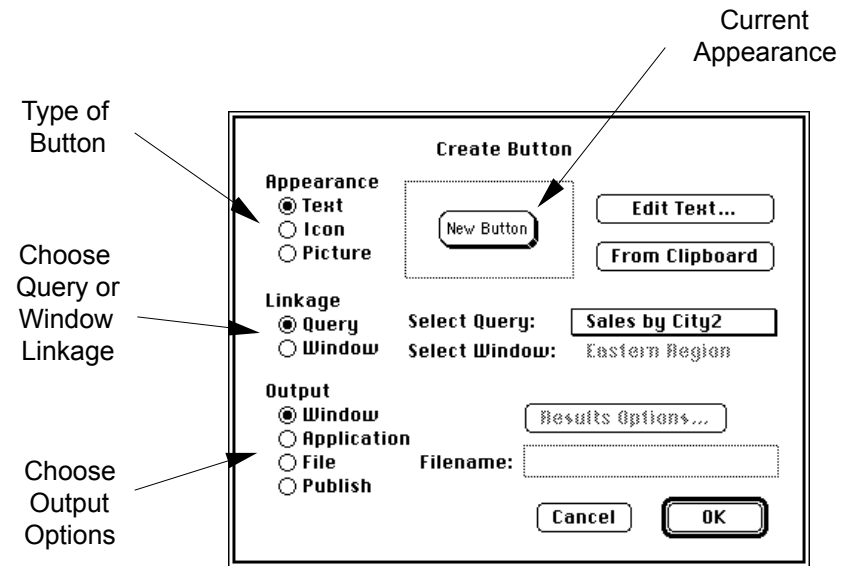 Current
Appearance
Type of
Button
Create Button
Appearance
Text
Icon
Picture
New Button
Edit Text...
From Clipboard
Choose
Query or
Window
Linkage
Linkage
Query
Window
Select Query:
Sales by City2
Select Window:
Eastern Region
Output
Window
Application
File
Publish
Results Options...
Filename:
Choose
Output
Options
Cancel
OK